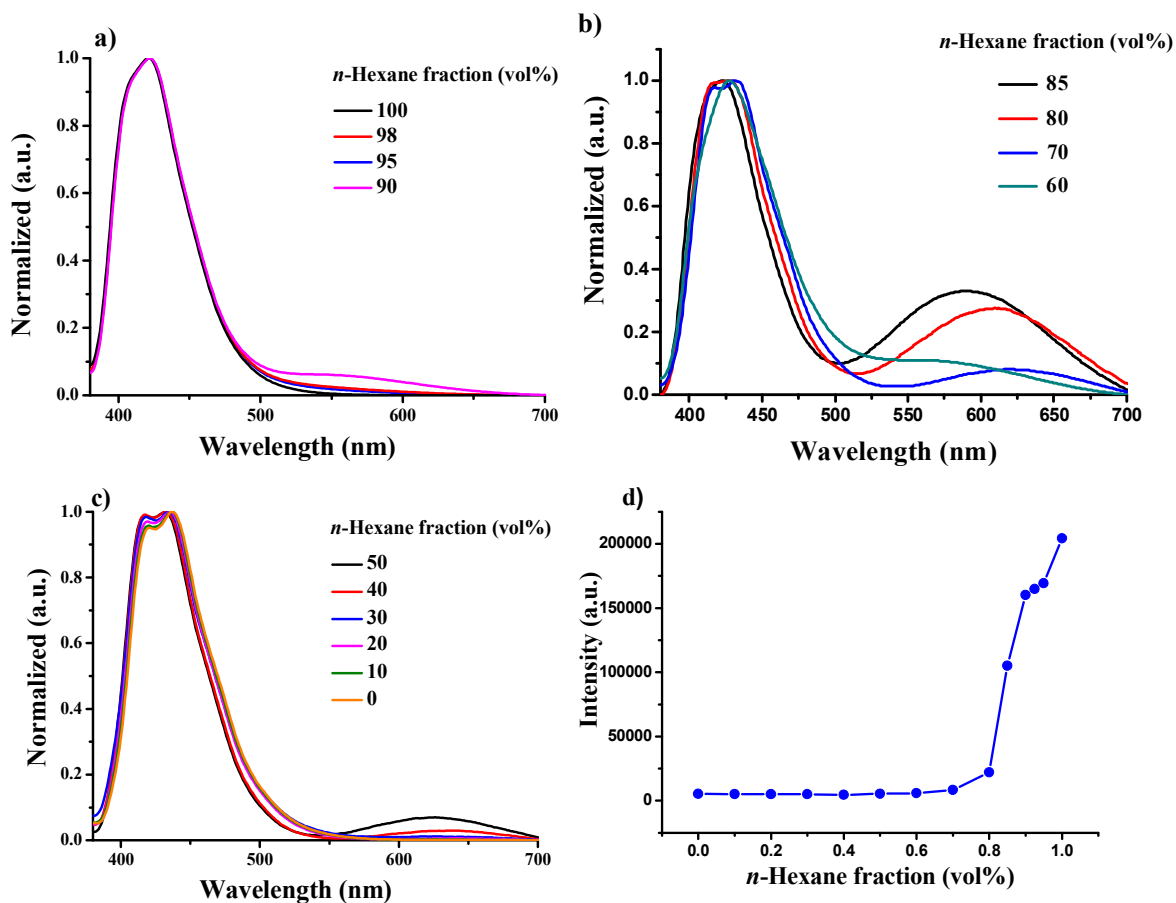 a)
n-Hexane fraction (vol%)
100
98
95
90
Normalized (a.u.)
1.0
0.8
0.6
0.4
0.2
0.0
400 500 600 700
Wavelength (nm)
b)
n-Hexane fraction (vol%)
85
80
70
60
Normalized (a.u.)
1.0
0.8
0.6
0.4
0.2
0.0
400 450 500 550 600 650 700
Wavelength (nm)
c)
n-Hexane fraction (vol%)
50
40
30
20
10
0
Normalized (a.u.)
1.0
0.8
0.6
0.4
0.2
0.0
400 500 600 700
Wavelength (nm)
d)
Intensity (a.u.)
200000
150000
100000
50000
0
0.0 0.2 0.4 0.6 0.8 1.0
n-Hexane fraction (vol%)